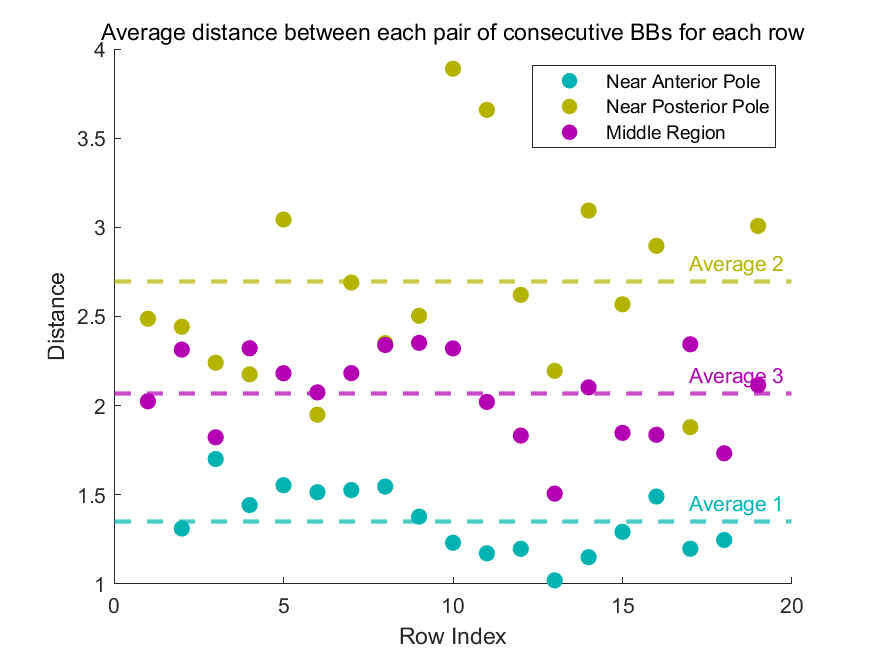 Average distance between each pair of consecutive BBs for each row
4
3.5
3
2.5
2
1.5
1
Distance
Near Anterior Pole
Near Posterior Pole
Middle Region
Average 2
Average 3
Average 1
0
5
10
15
20
Row Index